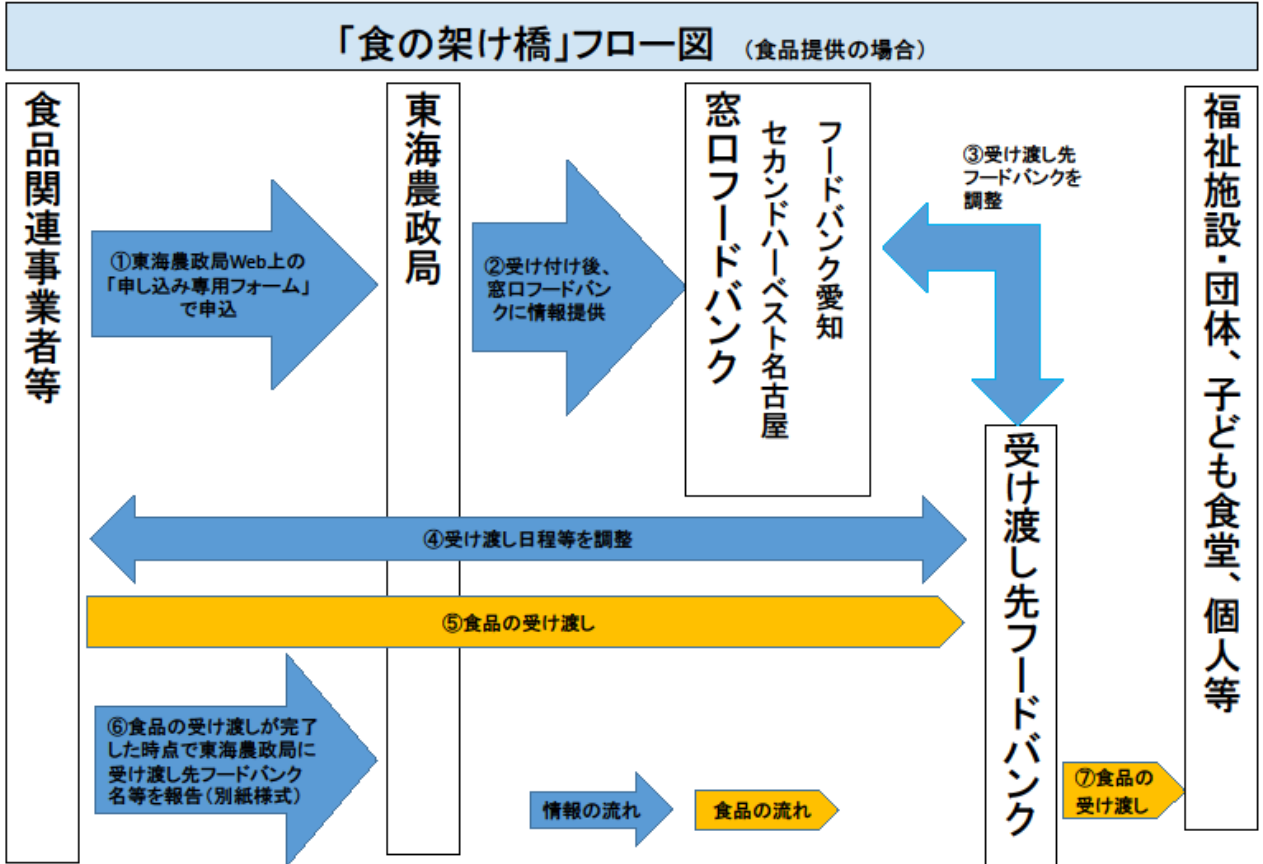 「食の架け橋」フロー図 （食品提供の場合）
食品関連事業者等
①東海農政局Web上の
「申し込み専用フォーム」
で申込
東海農政局
②受け付け後、
窓口フードバン
クに情報提供
窓口フードバンク
セカンドハーベスト名古屋
フードバンク愛知
③受け渡し先
フードバンクを
調整
受け渡し先フードバンク
福祉施設・団体、子ども食堂、個人等
④受け渡し日程等を調整
⑤食品の受け渡し
⑥食品の受け渡しが完了
した時点で東海農政局に
受け渡し先フードバンク
名等を報告（別紙様式）
情報の流れ
食品の流れ
⑦食品の
受け渡し